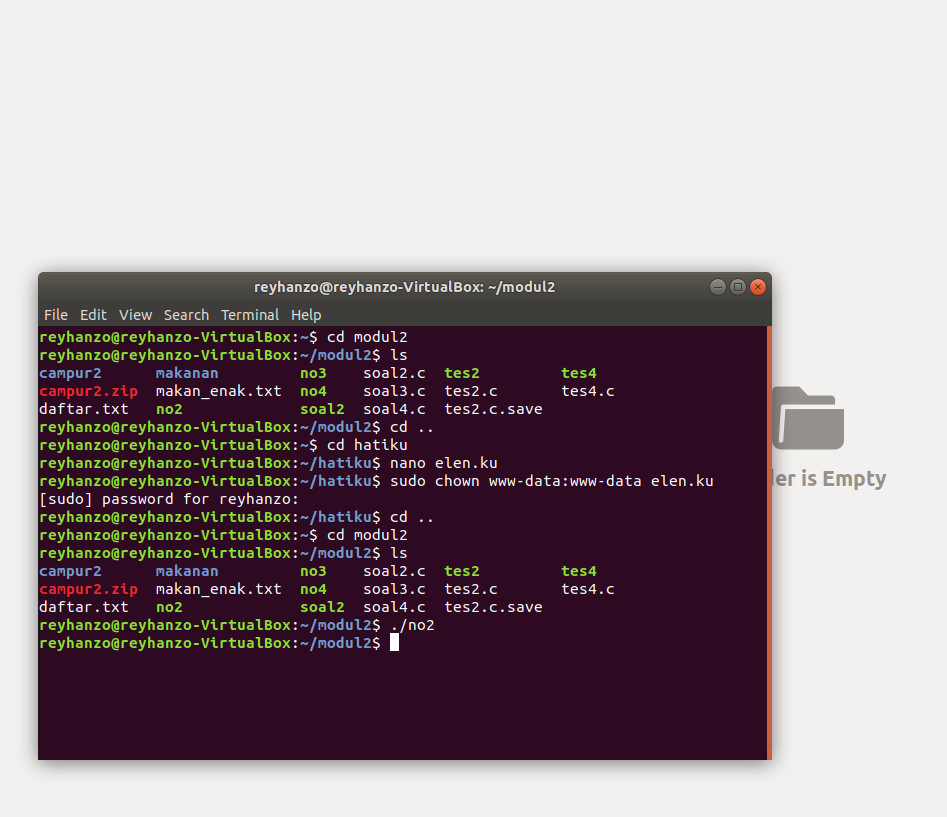 reyhanzo@reyhanzo-VirtualBox: ~/modul2
File Edit View Search Terminal Help
reyhanzo@reyhanzo-VirtualBox:~$ cd modul2
reyhanzo@reyhanzo-VirtualBox:~/modul2$ ls
campur2 makanan no3 soal2.c tes2 tes4
campur2.zip makan_enak.txt no4 soal3.c tes2.c tes4.c
daftar.txt no2 soal2 soal4.c tes2.c.save
reyhanzo@reyhanzo-VirtualBox:~/modul2$ cd ..
reyhanzo@reyhanzo-VirtualBox:~$ cd hatiku
reyhanzo@reyhanzo-VirtualBox:~/hatiku$ nano elen.ku
reyhanzo@reyhanzo-VirtualBox:~/hatiku$ sudo chown www-data:www-data elen.ku
[sudo] password for reyhanzo:
reyhanzo@reyhanzo-VirtualBox:~/hatiku$ cd ..
reyhanzo@reyhanzo-VirtualBox:~$ cd modul2
reyhanzo@reyhanzo-VirtualBox:~/modul2$ ls
campur2 makanan no3 soal2.c tes2 tes4
campur2.zip makan_enak.txt no4 soal3.c tes2.c tes4.c
daftar.txt no2 soal2 soal4.c tes2.c.save
reyhanzo@reyhanzo-VirtualBox:~/modul2$ ./no2
reyhanzo@reyhanzo-VirtualBox:~/modul2$
is Empty